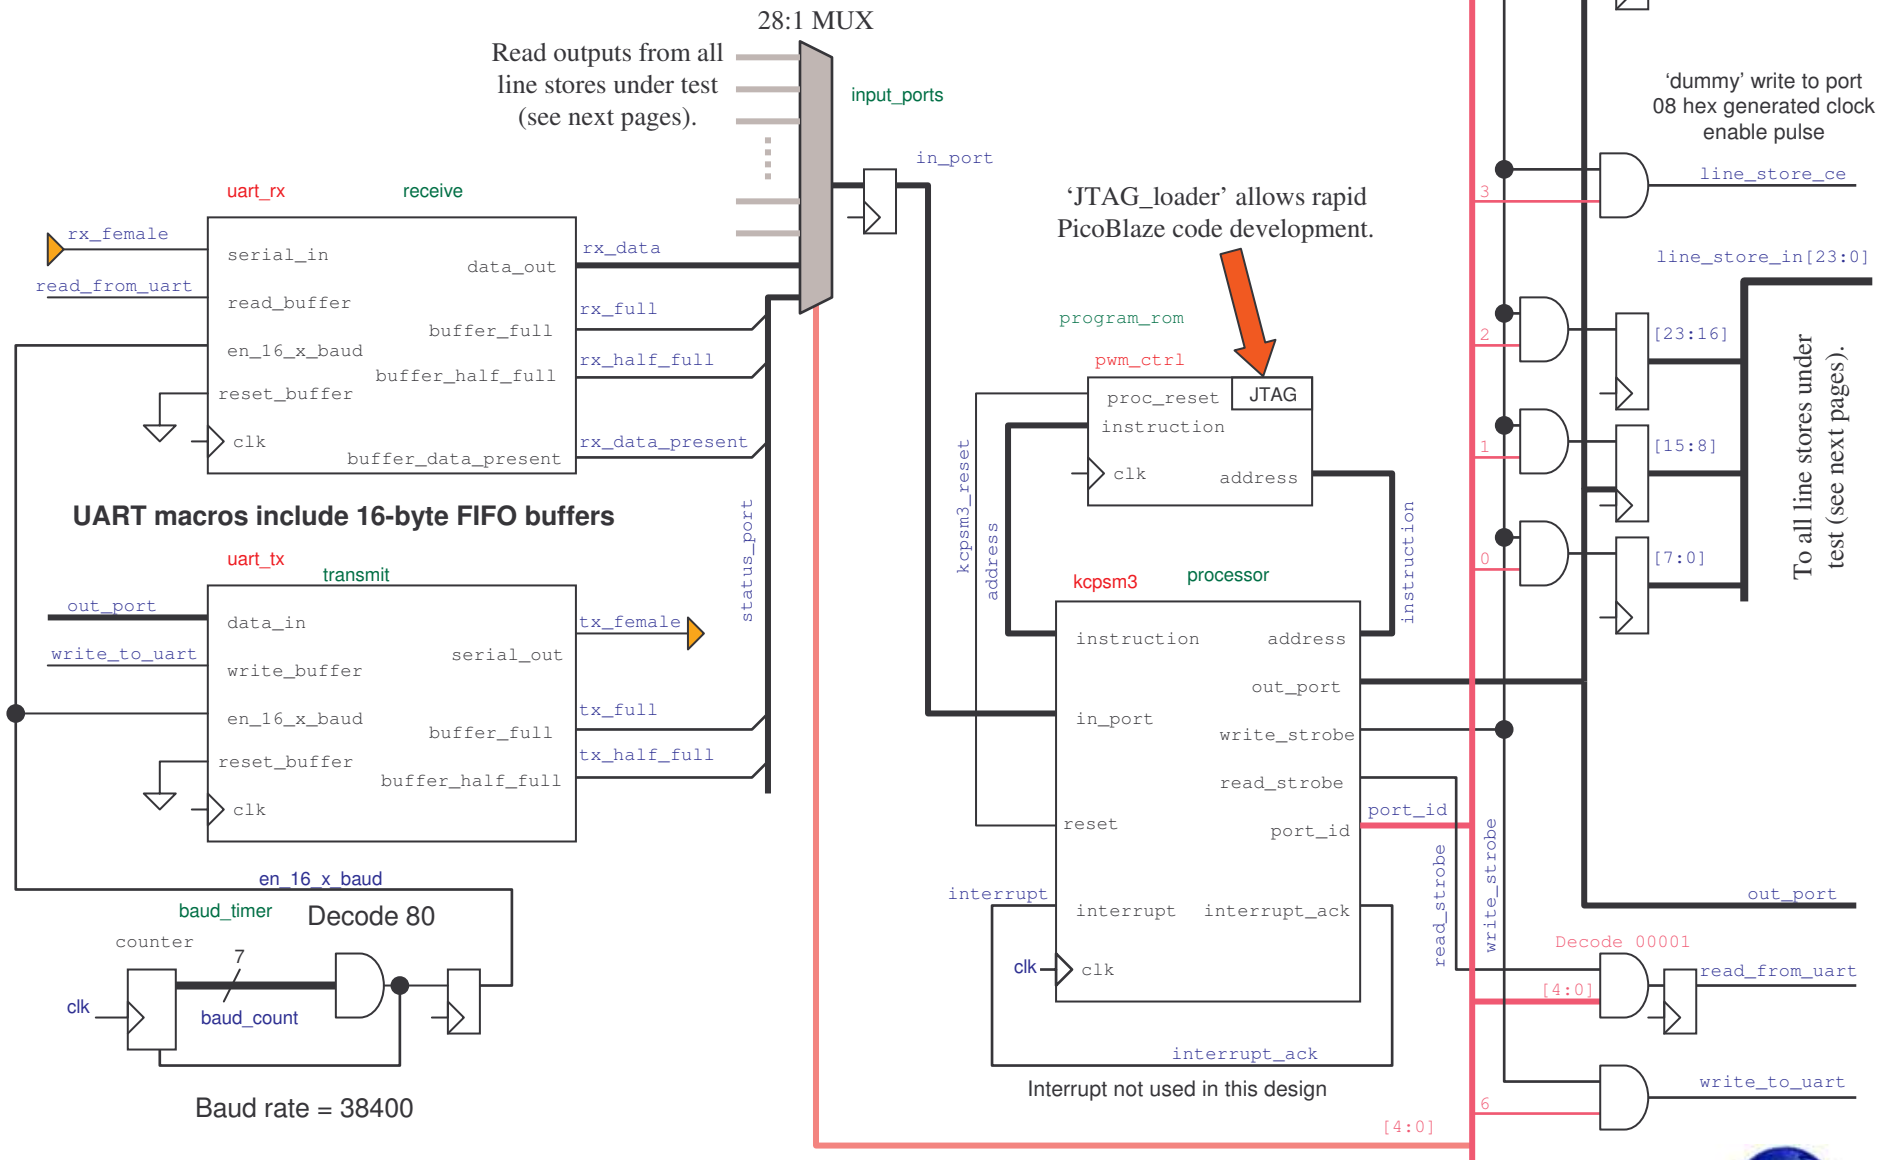 28:1 MUX
Read outputs from all
line stores under test
(see next pages).
input_ports
in_port
uart_rx
receive
rx_female
serial_in
data_out
rx_data
read_from_uart
read_buffer
buffer_full
rx_full
en_16_x_baud
buffer_half_full
rx_half_full
reset_buffer
clk
buffer_data_present
rx_data_present
UART macros include 16-byte FIFO buffers
uart_tx
transmit
status_port
out_port
data_in
tx_female
write_to_uart
serial_out
write_buffer
en_16_x_baud
buffer_full
tx_full
reset_buffer
buffer_half_full
tx_half_full
clk
en_16_x_baud
baud_timer
Decode 80
counter
7
clk
baud_count
Baud rate = 38400
‘JTAG_loader’ allows rapid
PicoBlaze code development.
program_rom
pwm_ctrl
proc_reset
JTAG
instruction
clk
address
kcpsm3_reset
address
instruction
kcpsm3
processor
instruction
address
out_port
in_port
write_strobe
read_strobe
reset
port_id
port_id
interrupt
interrupt
interrupt_ack
clk
clk
interrupt_ack
Interrupt not used in this design
[4:0]
read_strobe
write_strobe
‘dummy’ write to port
08 hex generated clock
enable pulse
line_store_ce
3
line_store_in[23:0]
2
[23:16]
1
[15:8]
0
[7:0]
To all line stores under
test (see next pages).
out_port
Decode 00001
read_from_uart
[4:0]
write_to_uart
6